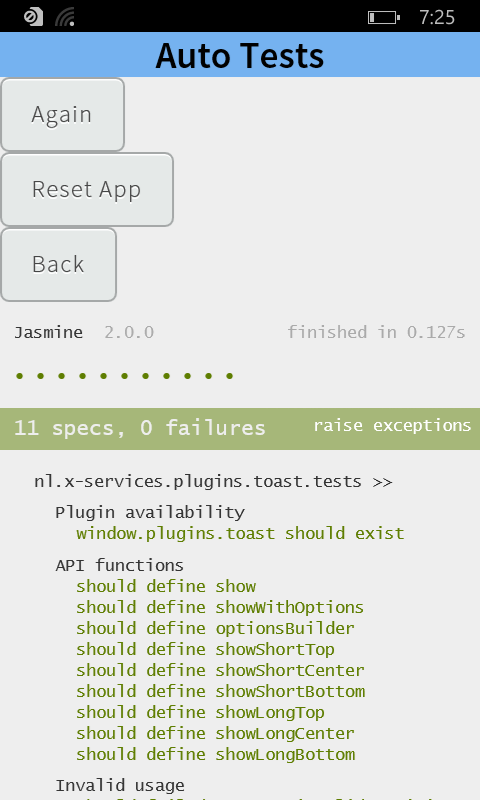 7:25
Auto Tests
Again
Reset App
Back
Jasmine 2.0.0 finished in 0.127s
11 specs, 0 failures raise exceptions
nl.x-services.plugins.toast.tests >>
Plugin availability
window.plugins.toast should exist
API functions
should define show
should define showWithOptions
should define optionsBuilder
should define showShortTop
should define showShortCenter
should define showShortBottom
should define showLongTop
should define showLongCenter
should define showLongBottom
Invalid usage